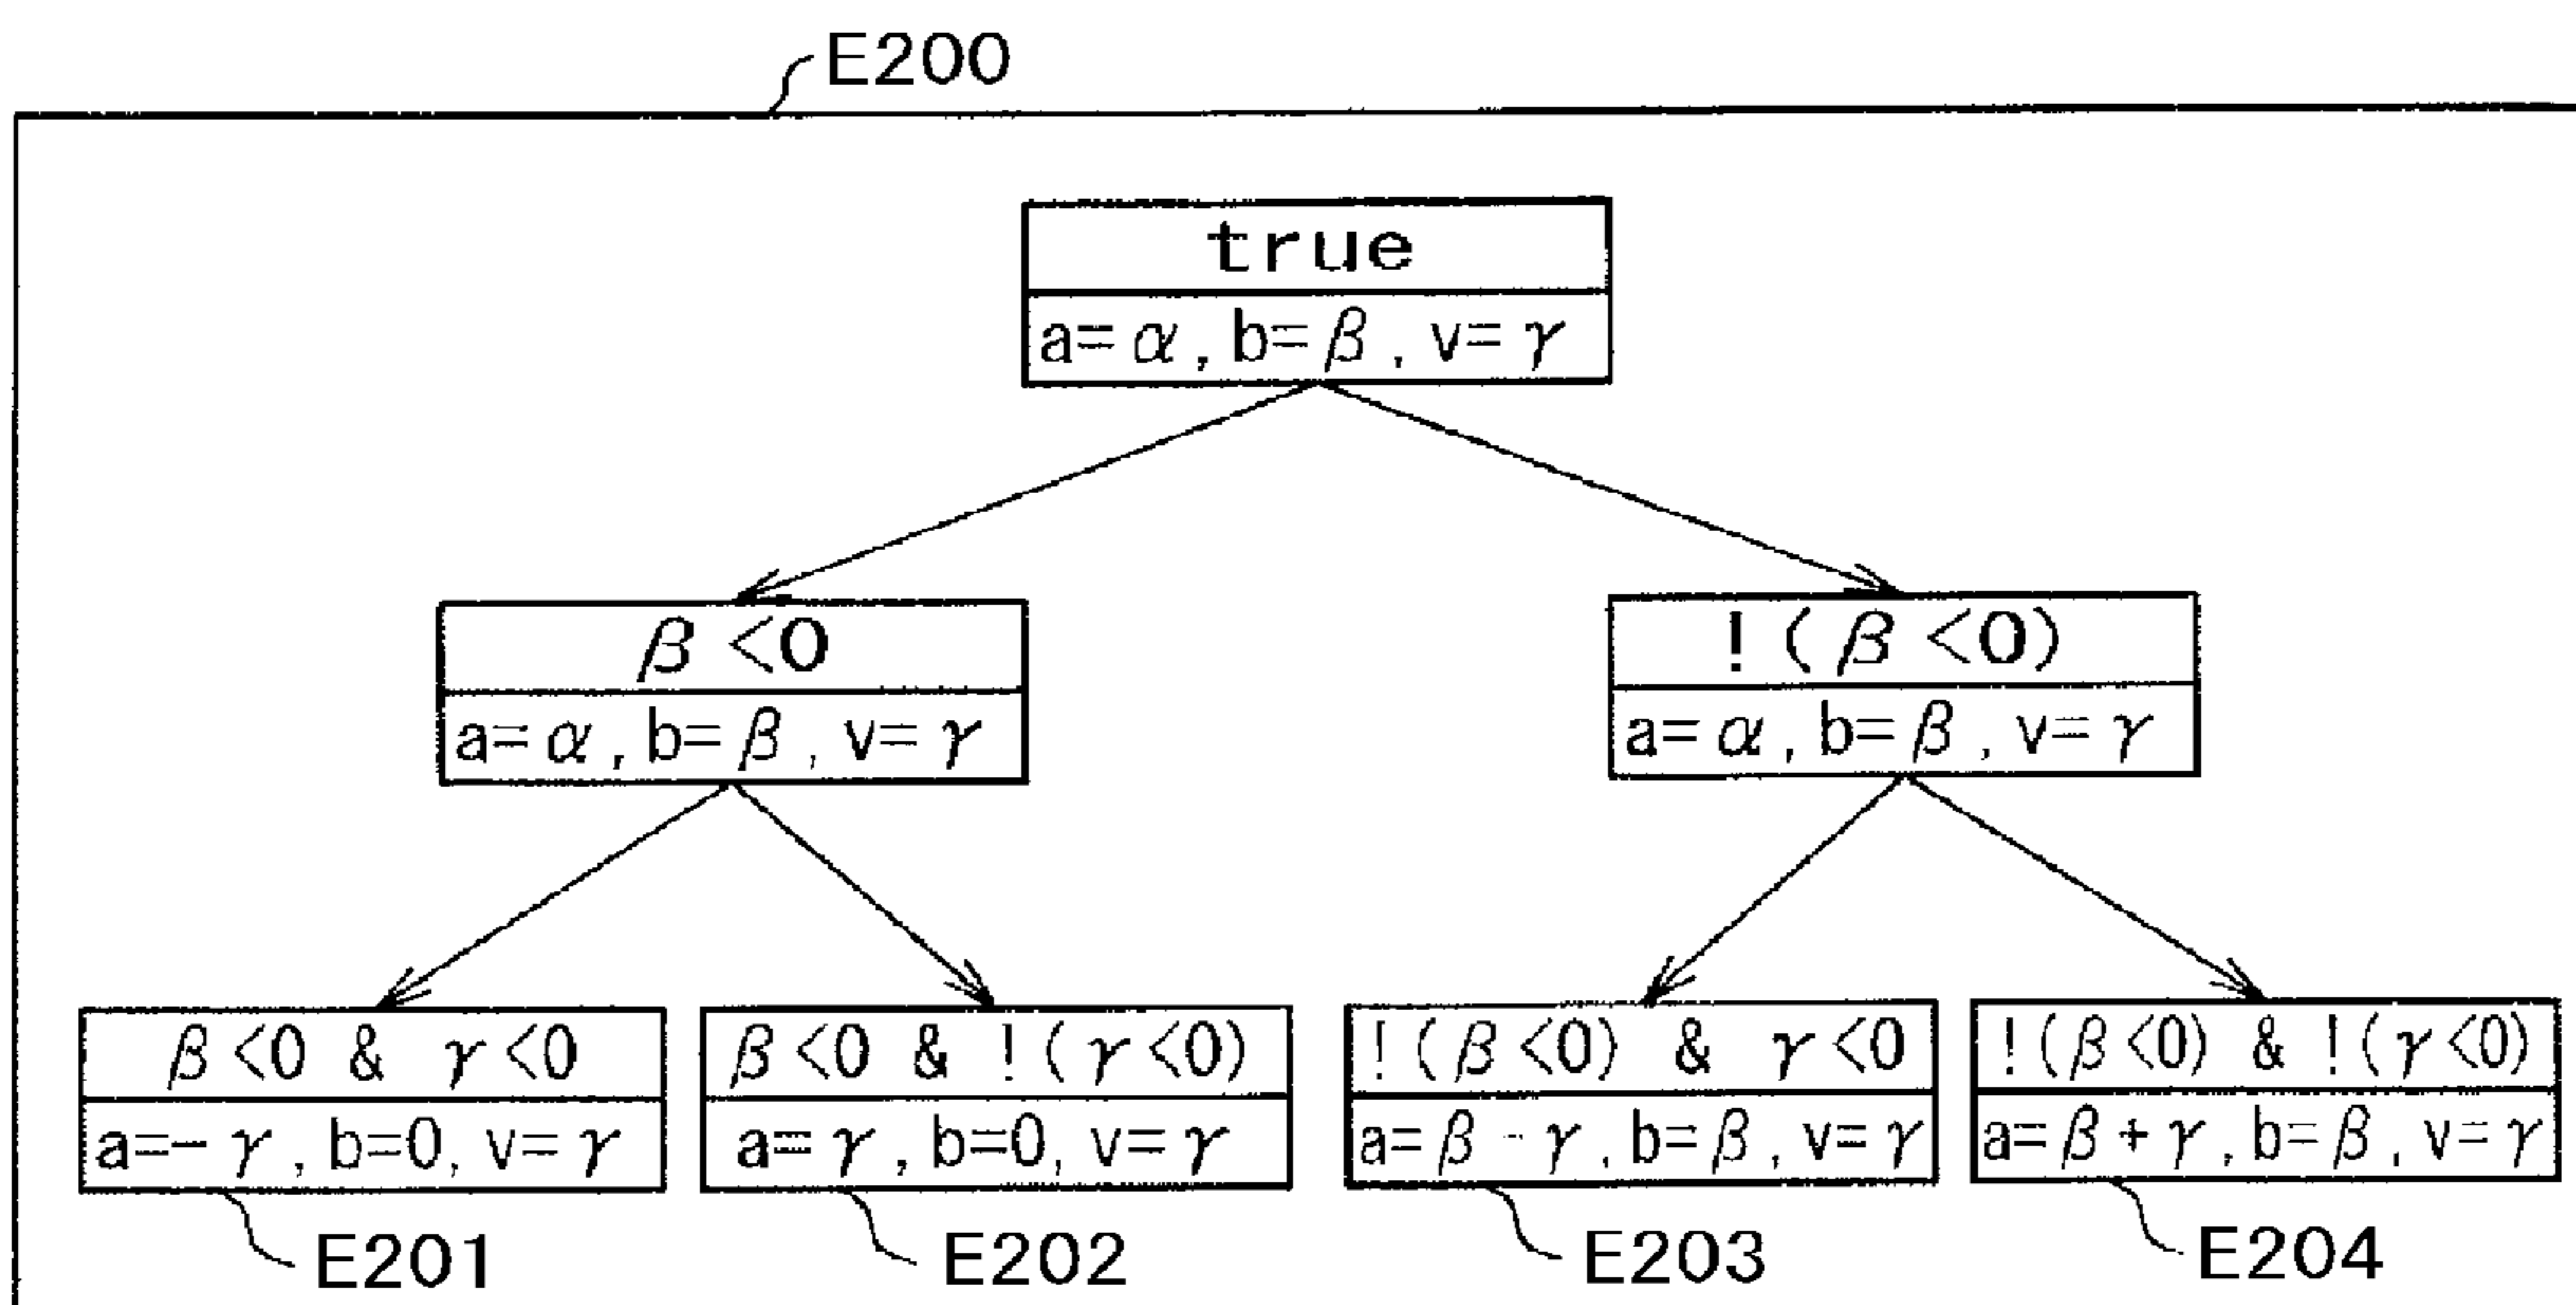 E200
true
a=α, b=β, v=γ
β<0
!(β<0)
a=α, b=β, v=γ
a=α, b=β, v=γ
β<0 & γ<0
β<0 & !(γ<0)
!(β<0) & γ<0
!(β<0) & !(γ<0)
a=-γ, b=0, v=γ
a=γ, b=0, v=γ
a=β-γ, b=β, v=γ
a=β+γ, b=β, v=γ
E201
E202
E203
E204